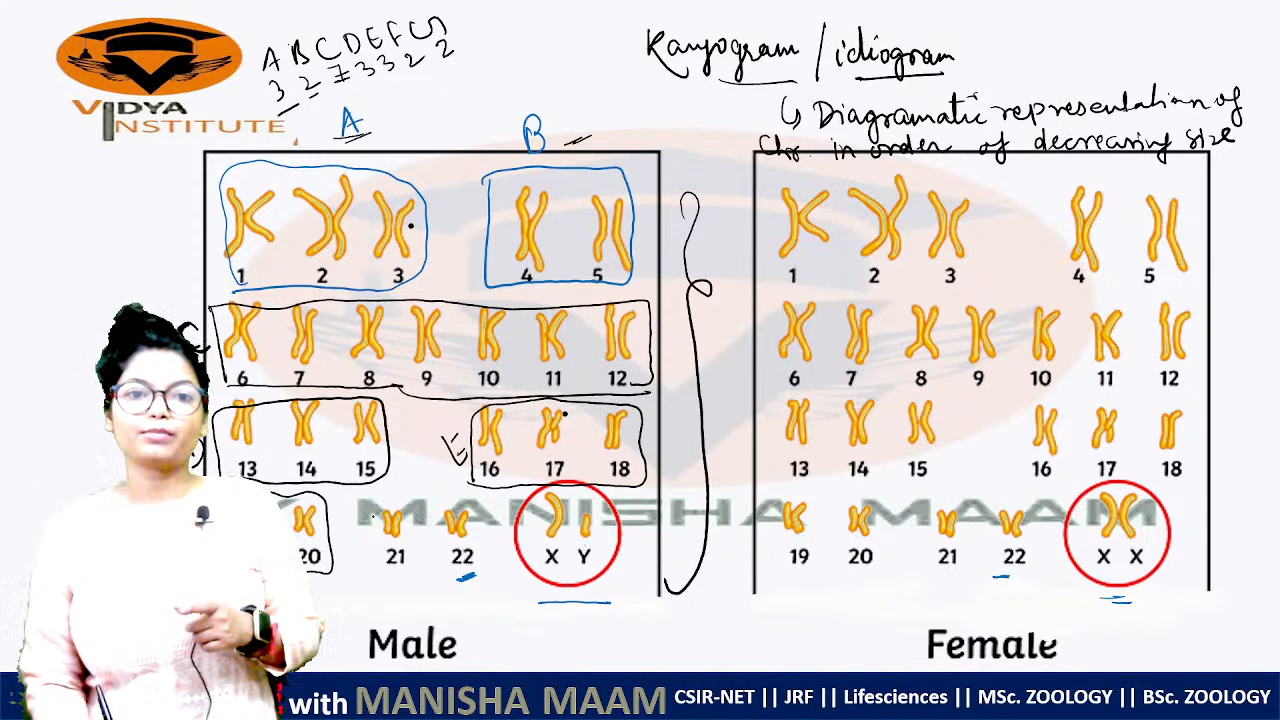 VIDYA
INSTITUTE
A B C D E F G
3 2 7 3 3 2 2
Karyogram / idiogram
Diagramatic representation of
Chr. in order of decreasing size
A
B
1 2 3 4 5
6 7 8 9 10 11 12
13 14 15 E 16 17 18
20 21 22 X Y
Male
1 2 3 4 5
6 7 8 9 10 11 12
13 14 15 16 17 18
19 20 21 22 X X
Female
MANISHA MAAM
with MANISHA MAAM CSIR-NET || JRF || Lifesciences || MSc. ZOOLOGY || BSc. ZOOLOGY